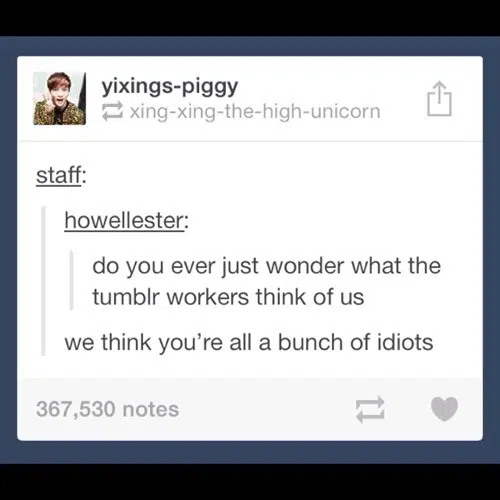 yixings-piggy
xing-xing-the-high-unicorn
staff:
howellester:
do you ever just wonder what the
tumblr workers think of us
we think you're all a bunch of idiots
367,530 notes